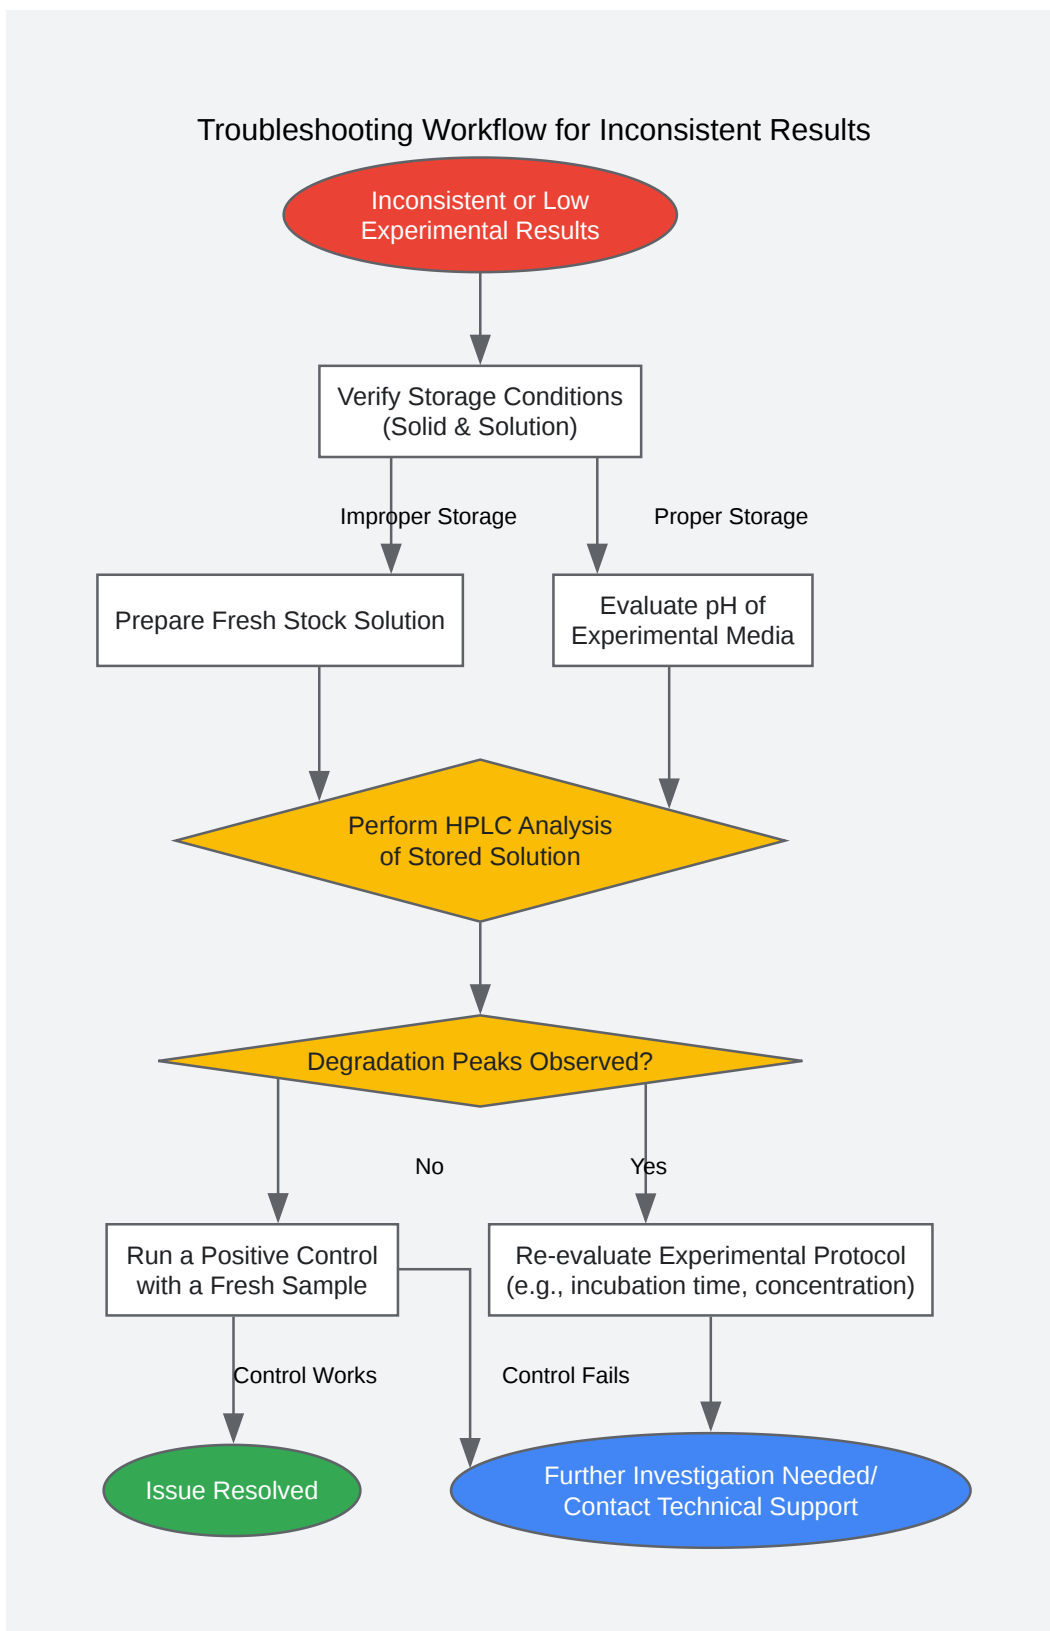 Troubleshooting Workflow for Inconsistent Results
Inconsistent or Low
Experimental Results
Verify Storage Conditions
(Solid & Solution)
Improper Storage
Proper Storage
Prepare Fresh Stock Solution
Evaluate pH of
Experimental Media
Perform HPLC Analysis
of Stored Solution
Degradation Peaks Observed?
No
Yes
Run a Positive Control
with a Fresh Sample
Re-evaluate Experimental Protocol
(e.g., incubation time, concentration)
Control Works
Control Fails
Issue Resolved
Further Investigation Needed/
Contact Technical Support